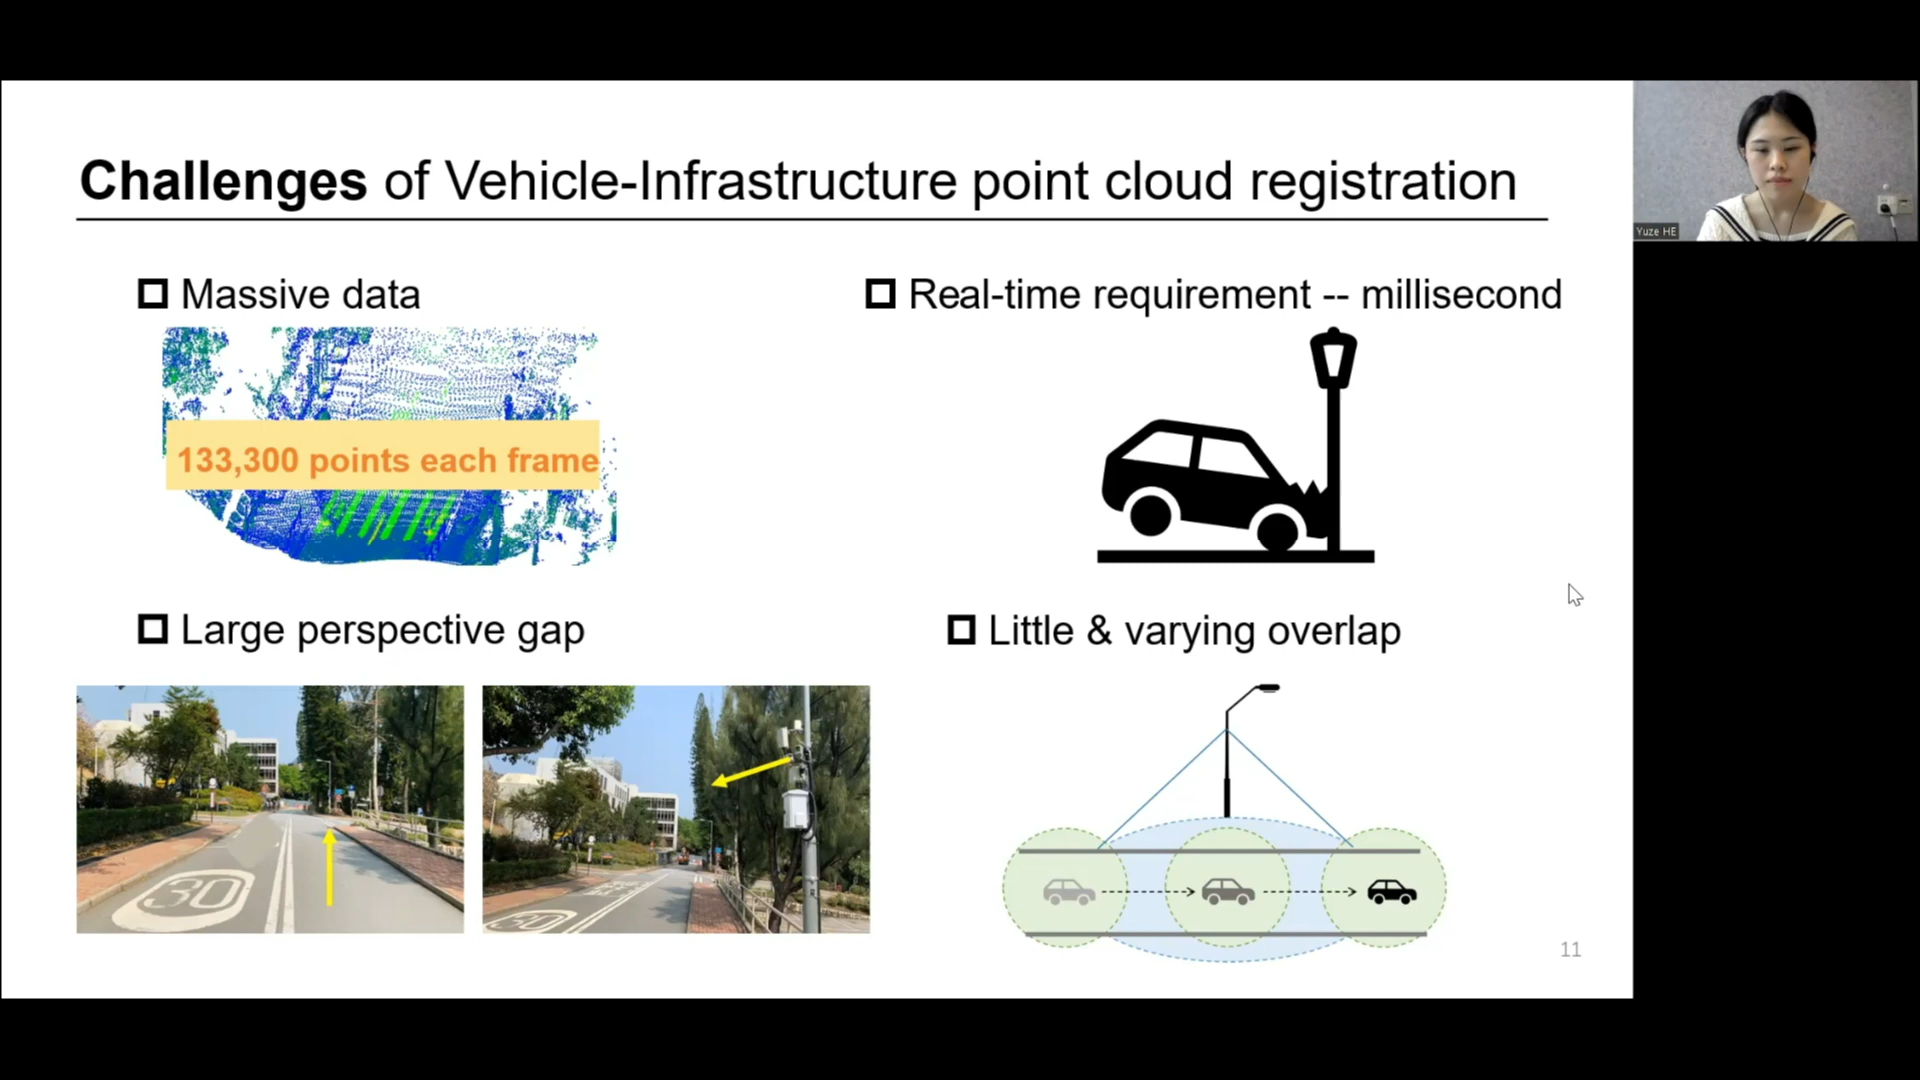 Challenges of Vehicle-Infrastructure point cloud registration
Yuze HE
Massive data
133,300 points each frame
Real-time requirement -- millisecond
Large perspective gap
30
30
Little & varying overlap
11